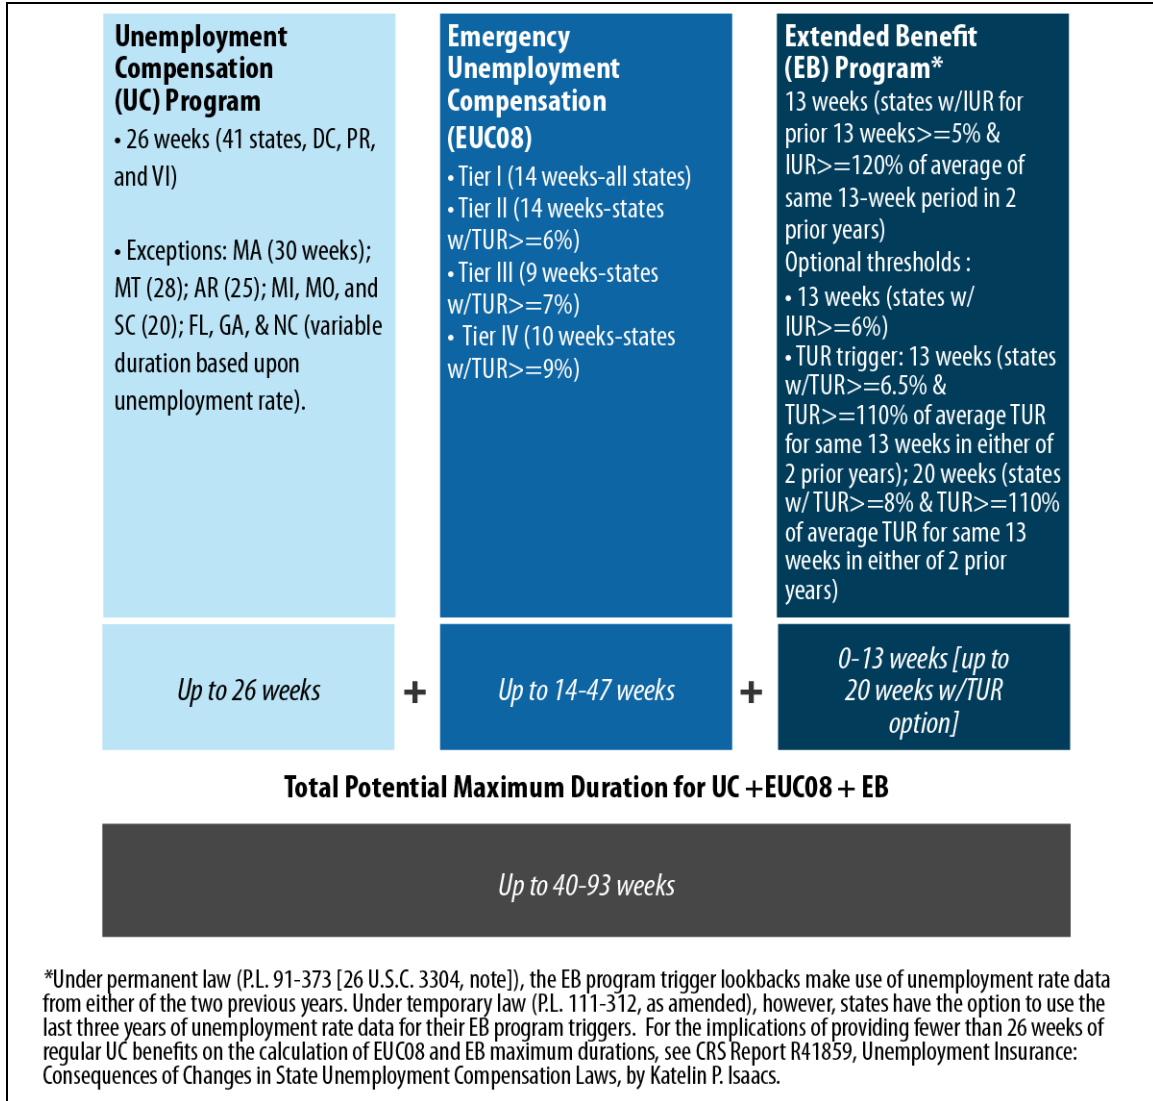 Unemployment
Compensation
(UC) Program
• 26 weeks (41 states, DC, PR,
and VI)
• Exceptions: MA (30 weeks);
MT (28); AR (25); MI, MO, and
SC (20); FL, GA, & NC (variable
duration based upon
unemployment rate).
Emergency
Unemployment
Compensation
(EUC08)
• Tier I (14 weeks-all states)
• Tier II (14 weeks-states
w/TUR>=6%)
• Tier III (9 weeks-states
w/TUR>=7%)
• Tier IV (10 weeks-states
w/TUR>=9%)
Extended Benefit
(EB) Program*
13 weeks (states w/IUR for
prior 13 weeks>=5% &
IUR>=120% of average of
same 13-week period in 2
prior years)
Optional thresholds :
• 13 weeks (states w/
IUR>=6%)
• TUR trigger: 13 weeks (states
w/TUR>=6.5% &
TUR>=110% of average TUR
for same 13 weeks in either of
2 prior years); 20 weeks (states
w/ TUR>=8% & TUR>=110%
of average TUR for same 13
weeks in either of 2 prior
years)
Up to 26 weeks
+
Up to 14-47 weeks
+
0-13 weeks [up to
20 weeks w/TUR
option]
Total Potential Maximum Duration for UC +EUC08 + EB
Up to 40-93 weeks
*Under permanent law (P.L. 91-373 [26 U.S.C. 3304, note]), the EB program trigger lookbacks make use of unemployment rate data
from either of the two previous years. Under temporary law (P.L. 111-312, as amended), however, states have the option to use the
last three years of unemployment rate data for their EB program triggers. For the implications of providing fewer than 26 weeks of
regular UC benefits on the calculation of EUC08 and EB maximum durations, see CRS Report R41859, Unemployment Insurance:
Consequences of Changes in State Unemployment Compensation Laws, by Katelin P. Isaacs.